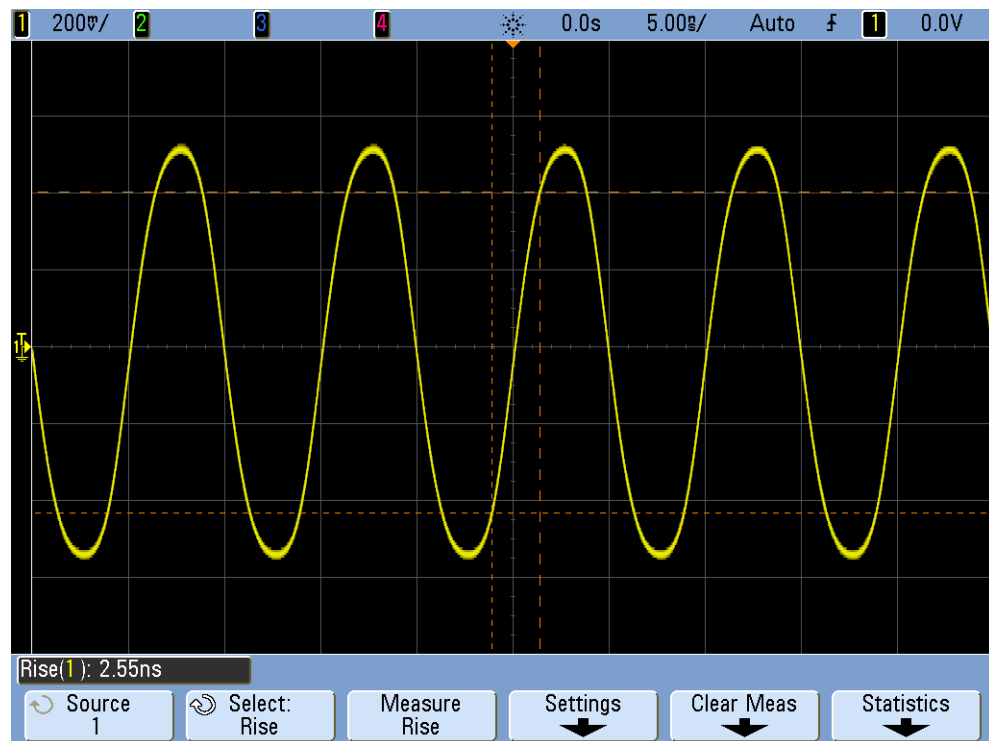 1 200mV/ 2 3 4 0.0s 5.00ns/ Auto 1 0.0V
1
Rise(1): 2.55ns
Source Select: Measure Settings Clear Meas Statistics
1 Rise Rise